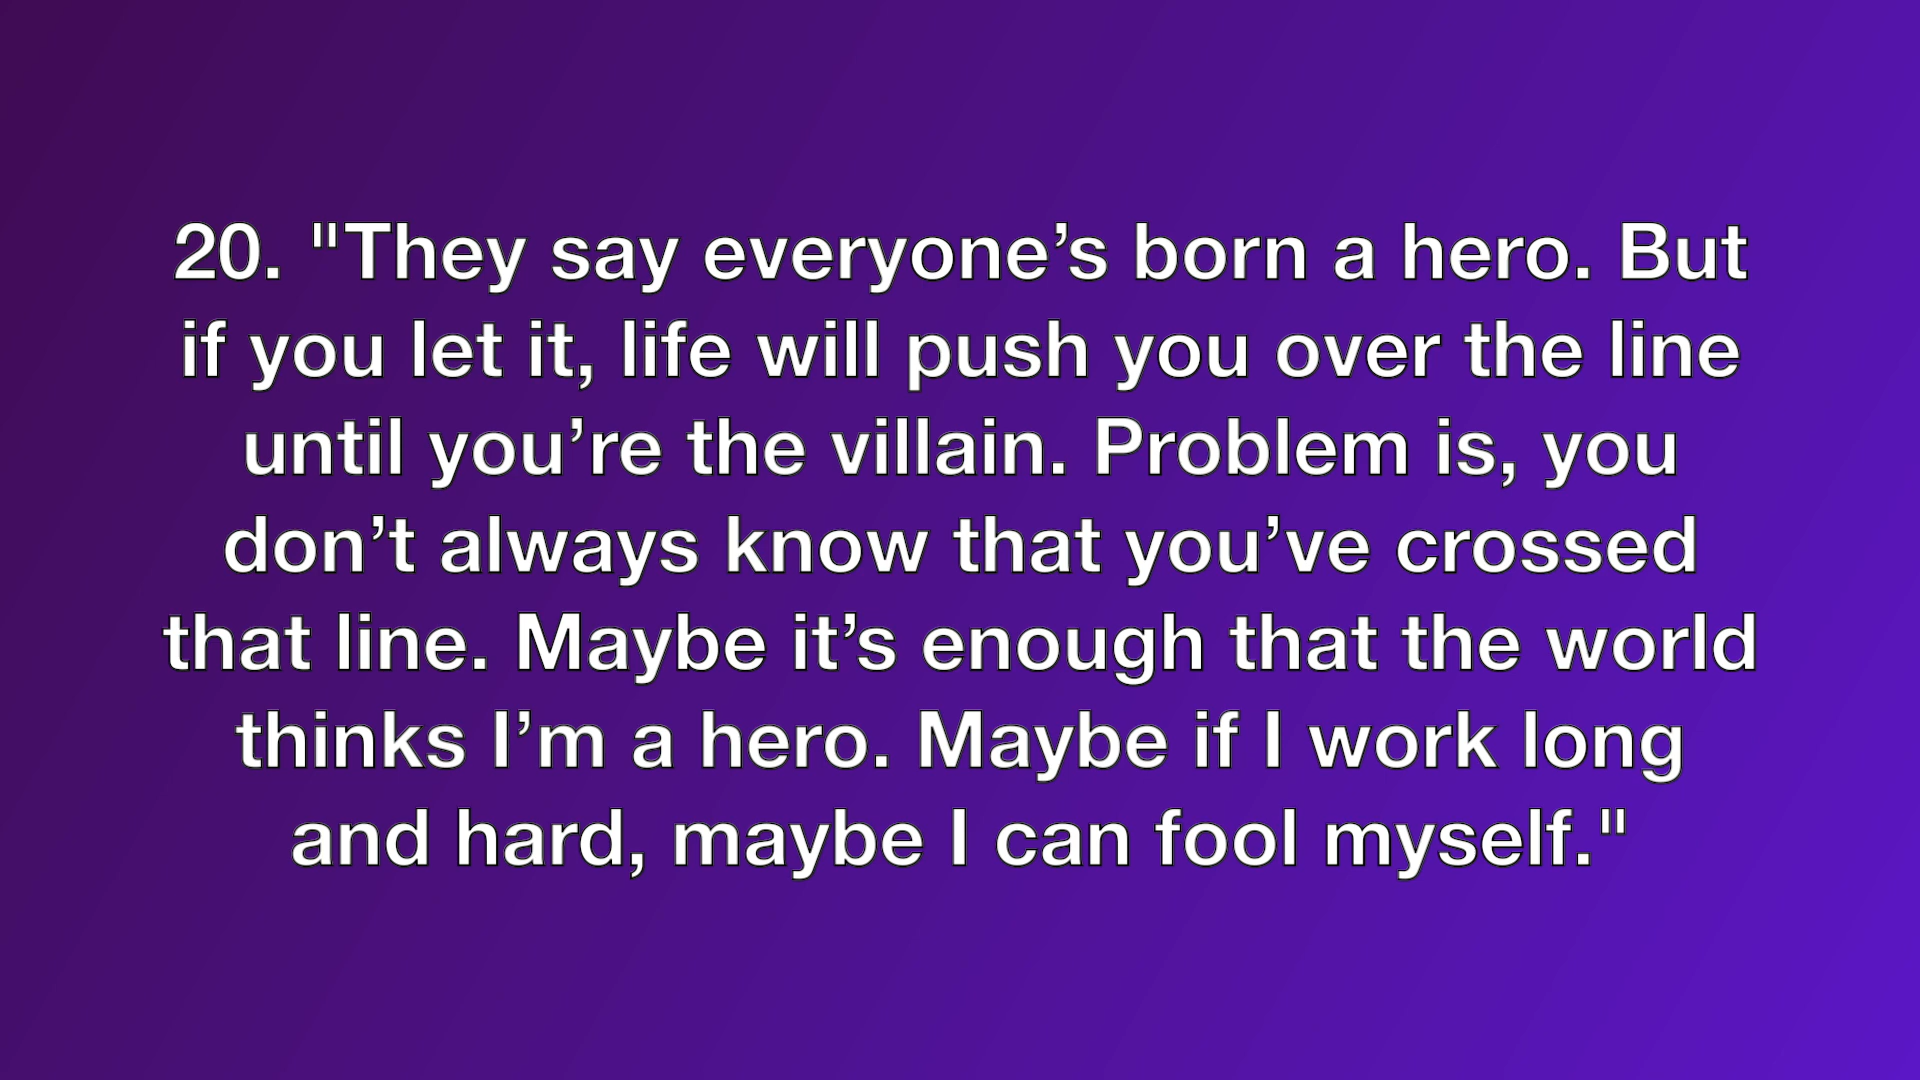 20. "They say everyone’s born a hero. But
if you let it, life will push you over the line
until you’re the villain. Problem is, you
don’t always know that you’ve crossed
that line. Maybe it’s enough that the world
thinks I’m a hero. Maybe if I work long
and hard, maybe I can fool myself."